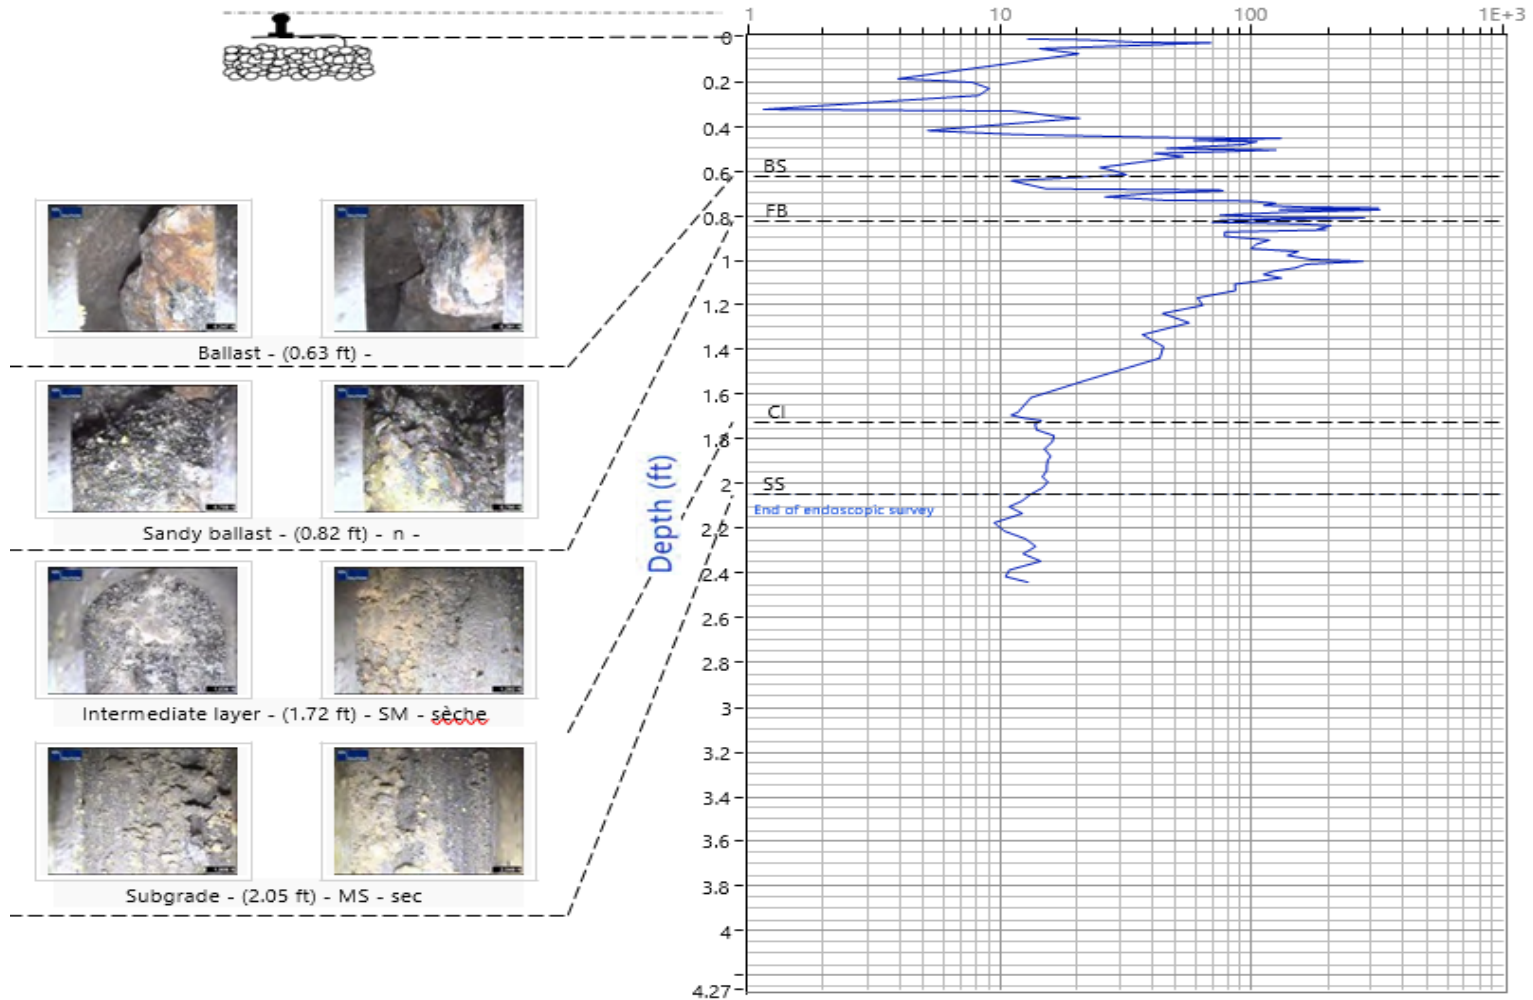 1 10 100 1E+3
0
0.2
0.4
BS
0.6
FB
0.8
1
1.2
1.4
1.6
CI
1.8
SS
2
End of endoscopic survey
2.2
2.4
2.6
2.8
3
3.2
3.4
3.6
3.8
4
4.27
Depth (ft)
Ballast - (0.63 ft) -
Sandy ballast - (0.82 ft) - n -
Intermediate layer - (1.72 ft) - SM - sèche
Subgrade - (2.05 ft) - MS - sec